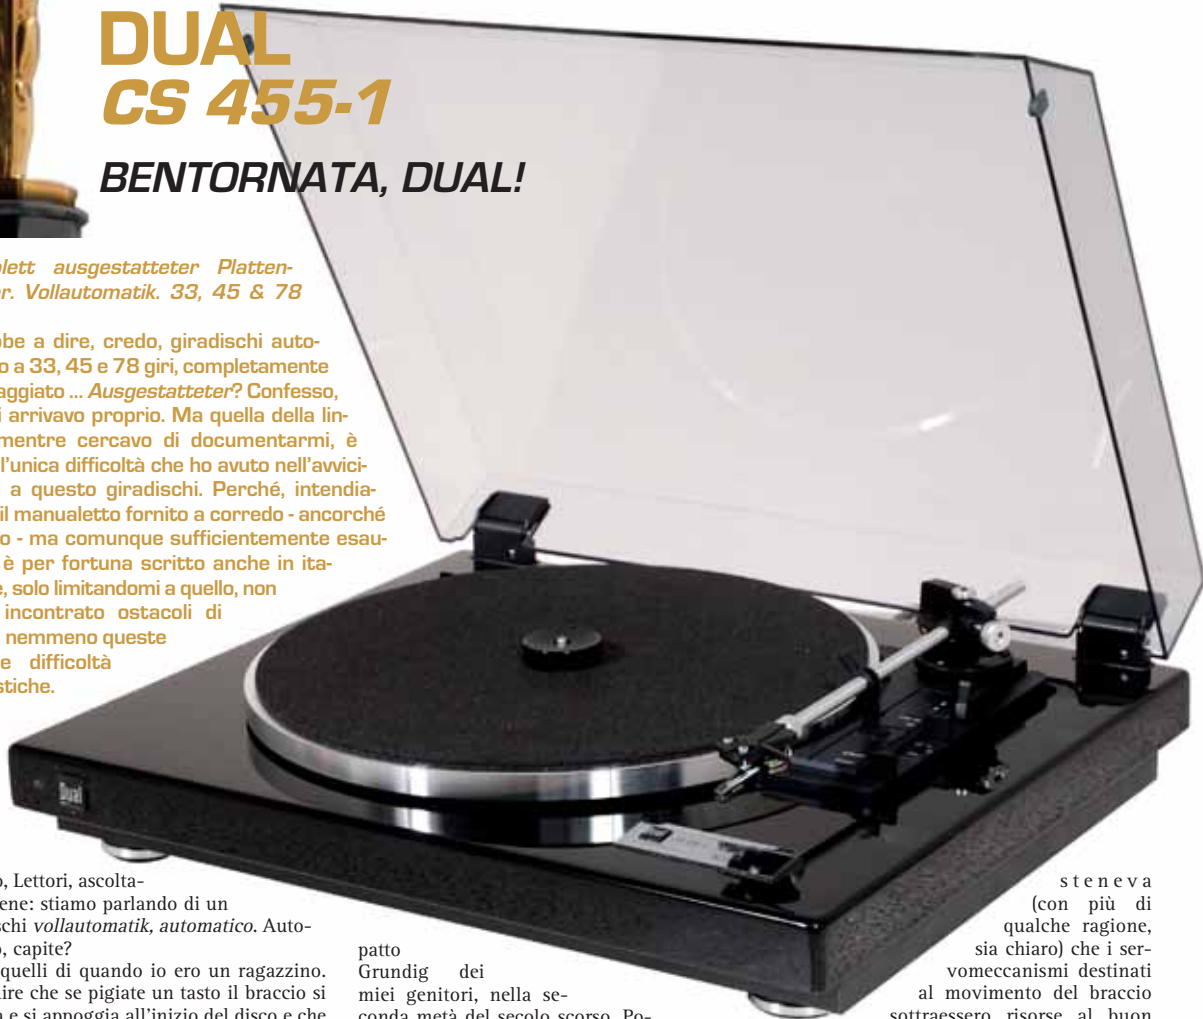 DUAL
CS 455-1
BENTORNATA, DUAL!
ausgestatteter Platten-
Vollautomatik. 33, 45 & 78
a dire, credo, giradischi auto-
a 33, 45 e 78 giri, completamente
... Ausgestatteter? Confesso,
arrivavo proprio. Ma quella della lin-
mentre cercavo di documentarmi, è
l'unica difficoltà che ho avuto nell'avvici-
a questo giradischi. Perché, intendia-
il manualetto fornito a corredo - ancorché
- ma comunque sufficientemente esau-
è per fortuna scritto anche in ita-
solo limitandomi a quello, non
incontrato ostacoli di
nemmeno queste
difficoltà
Dual
Lettori, ascolta-
stiamo parlando di un
vollautomatik, automatico. Auto-
capite?
quelli di quando io ero un ragazzino.
che se pigiate un tasto il braccio si
e si appoggia all'inizio del disco e che
patto
Grundig dei
miei genitori, nella se-
conda metà del secolo scorso. Po-
steneva
(con più di
qualche ragione,
sia chiaro) che i ser-
vomeccanismi destinati
al movimento del braccio
sottraessero risorse al buon